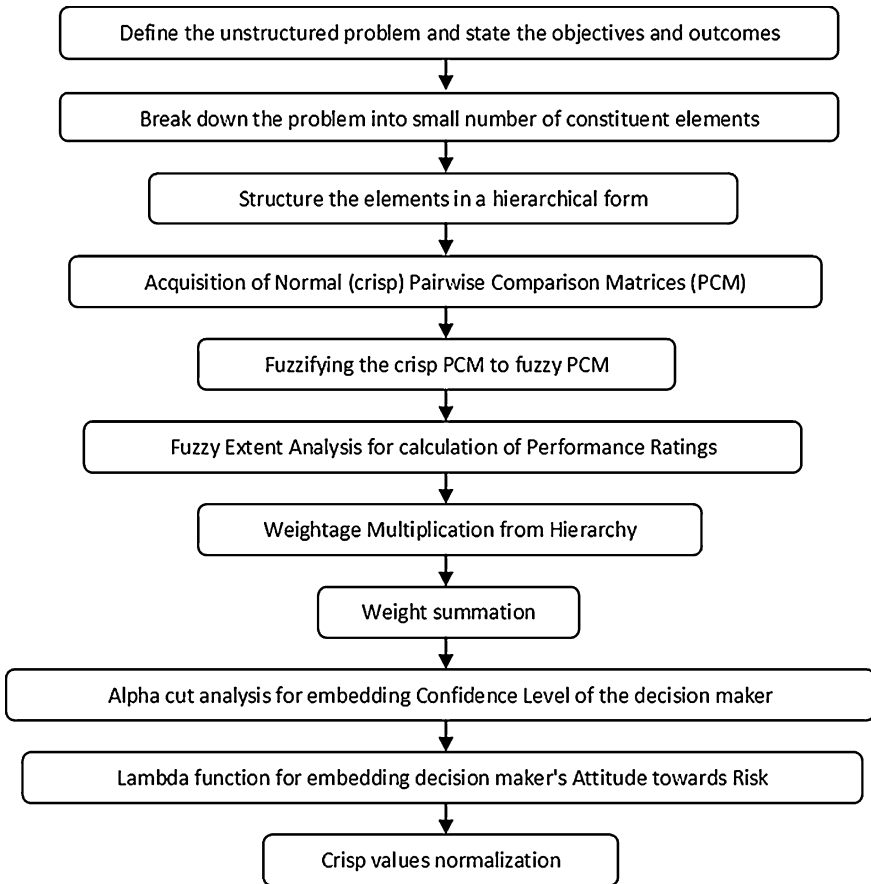 Define the unstructured problem and state the objectives and outcomes
Break down the problem into small number of constituent elements
Structure the elements in a hierarchical form
Acquisition of Normal (crisp) Pairwise Comparison Matrices (PCM)
Fuzzifying the crisp PCM to fuzzy PCM
Fuzzy Extent Analysis for calculation of Performance Ratings
Weightage Multiplication from Hierarchy
Weight summation
Alpha cut analysis for embedding Confidence Level of the decision maker
Lambda function for embedding decision maker's Attitude towards Risk
Crisp values normalization